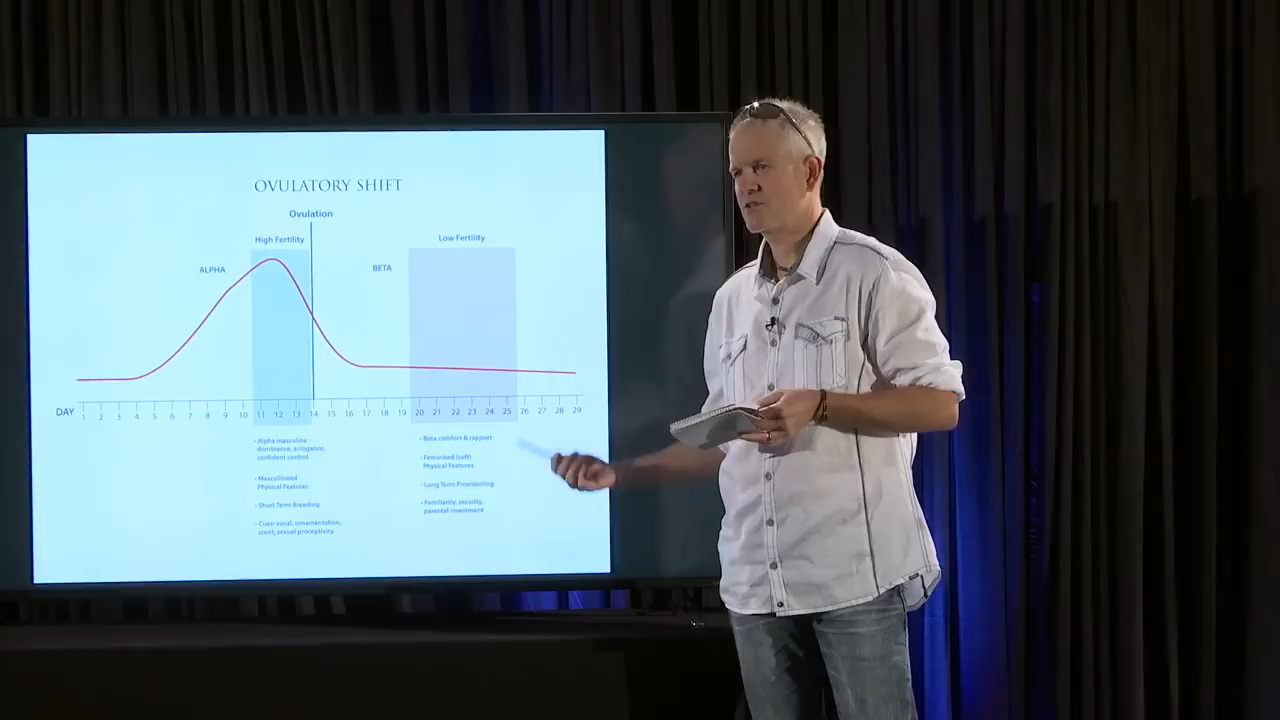 OVULATORY SHIFT
Ovulation
High Fertility
Low Fertility
ALPHA
BETA
DAY
1 2 3 4 5 6 7 8 9 10 11 12 13 14 15 16 17 18 19 20 21 22 23 24 25 26 27 28 29
• Alpha masculine
dominance, arrogance,
confident control
• Masculinized
Physical Features
• Short Term Breeding
• Cues: vocal, ornamentation,
scent, sexual proceptivity
• Beta comfort & rapport
• Feminized (soft)
Physical Features
• Long Term Provisioning
• Familiarity, security,
parental investment